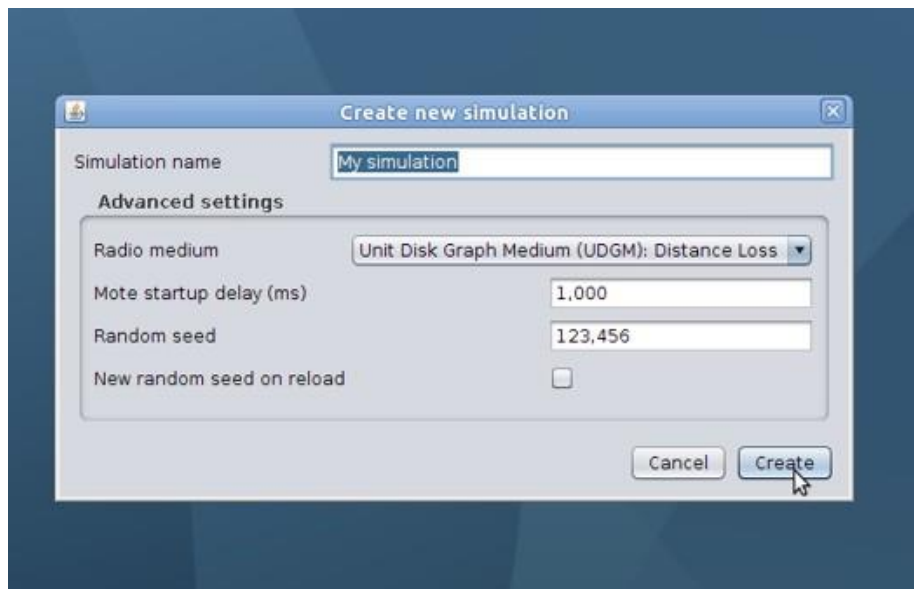 Create new simulation
Simulation name My simulation
Advanced settings
Radio medium Unit Disk Graph Medium (UDGM): Distance Loss
Mote startup delay (ms) 1,000
Random seed 123,456
New random seed on reload
Cancel Create